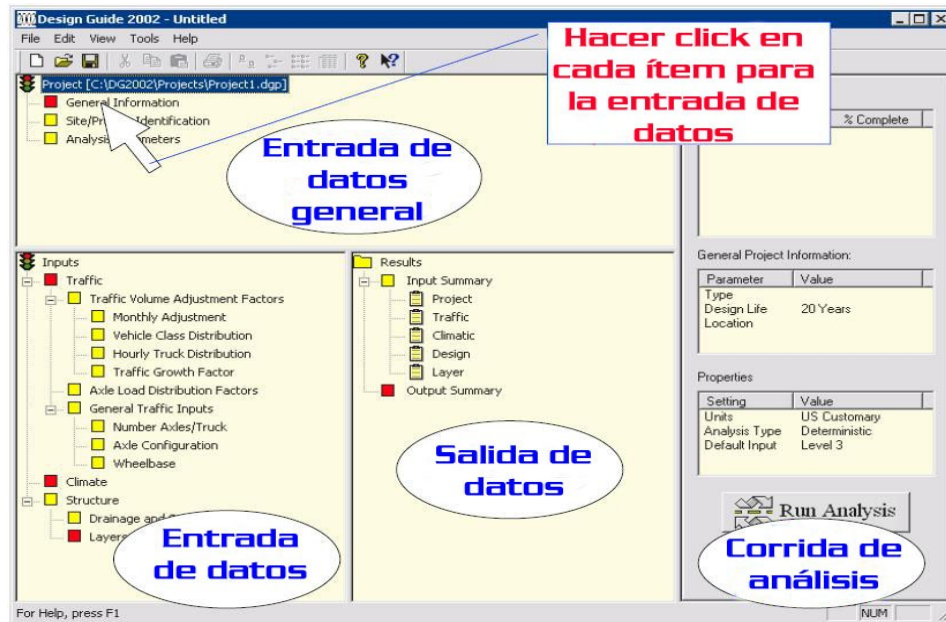 Design Guide 2002 - Untitled
File Edit View Tools Help
Hacer click en
cada ítem para
la entrada de
datos
Project [C:\DG2002\Projects\Project1.dgp]
General Information
Site/Pr Identification
Analysis meters
Entrada de
datos
general
% Complete
General Project Information:
Parameter Value
Type
Design Life 20 Years
Location
Properties
Setting Value
Units US Customary
Analysis Type Deterministic
Default Input Level 3
Run Analysis
Corrida de
análisis
Inputs
Traffic
Traffic Volume Adjustment Factors
Monthly Adjustment
Vehicle Class Distribution
Hourly Truck Distribution
Traffic Growth Factor
Axle Load Distribution Factors
General Traffic Inputs
Number Axles/Truck
Axle Configuration
Wheelbase
Climate
Structure
Drainage and
Layers
Entrada
de datos
Results
Input Summary
Project
Traffic
Climatic
Design
Layer
Output Summary
Salida de
datos
For Help, press F1
NUM